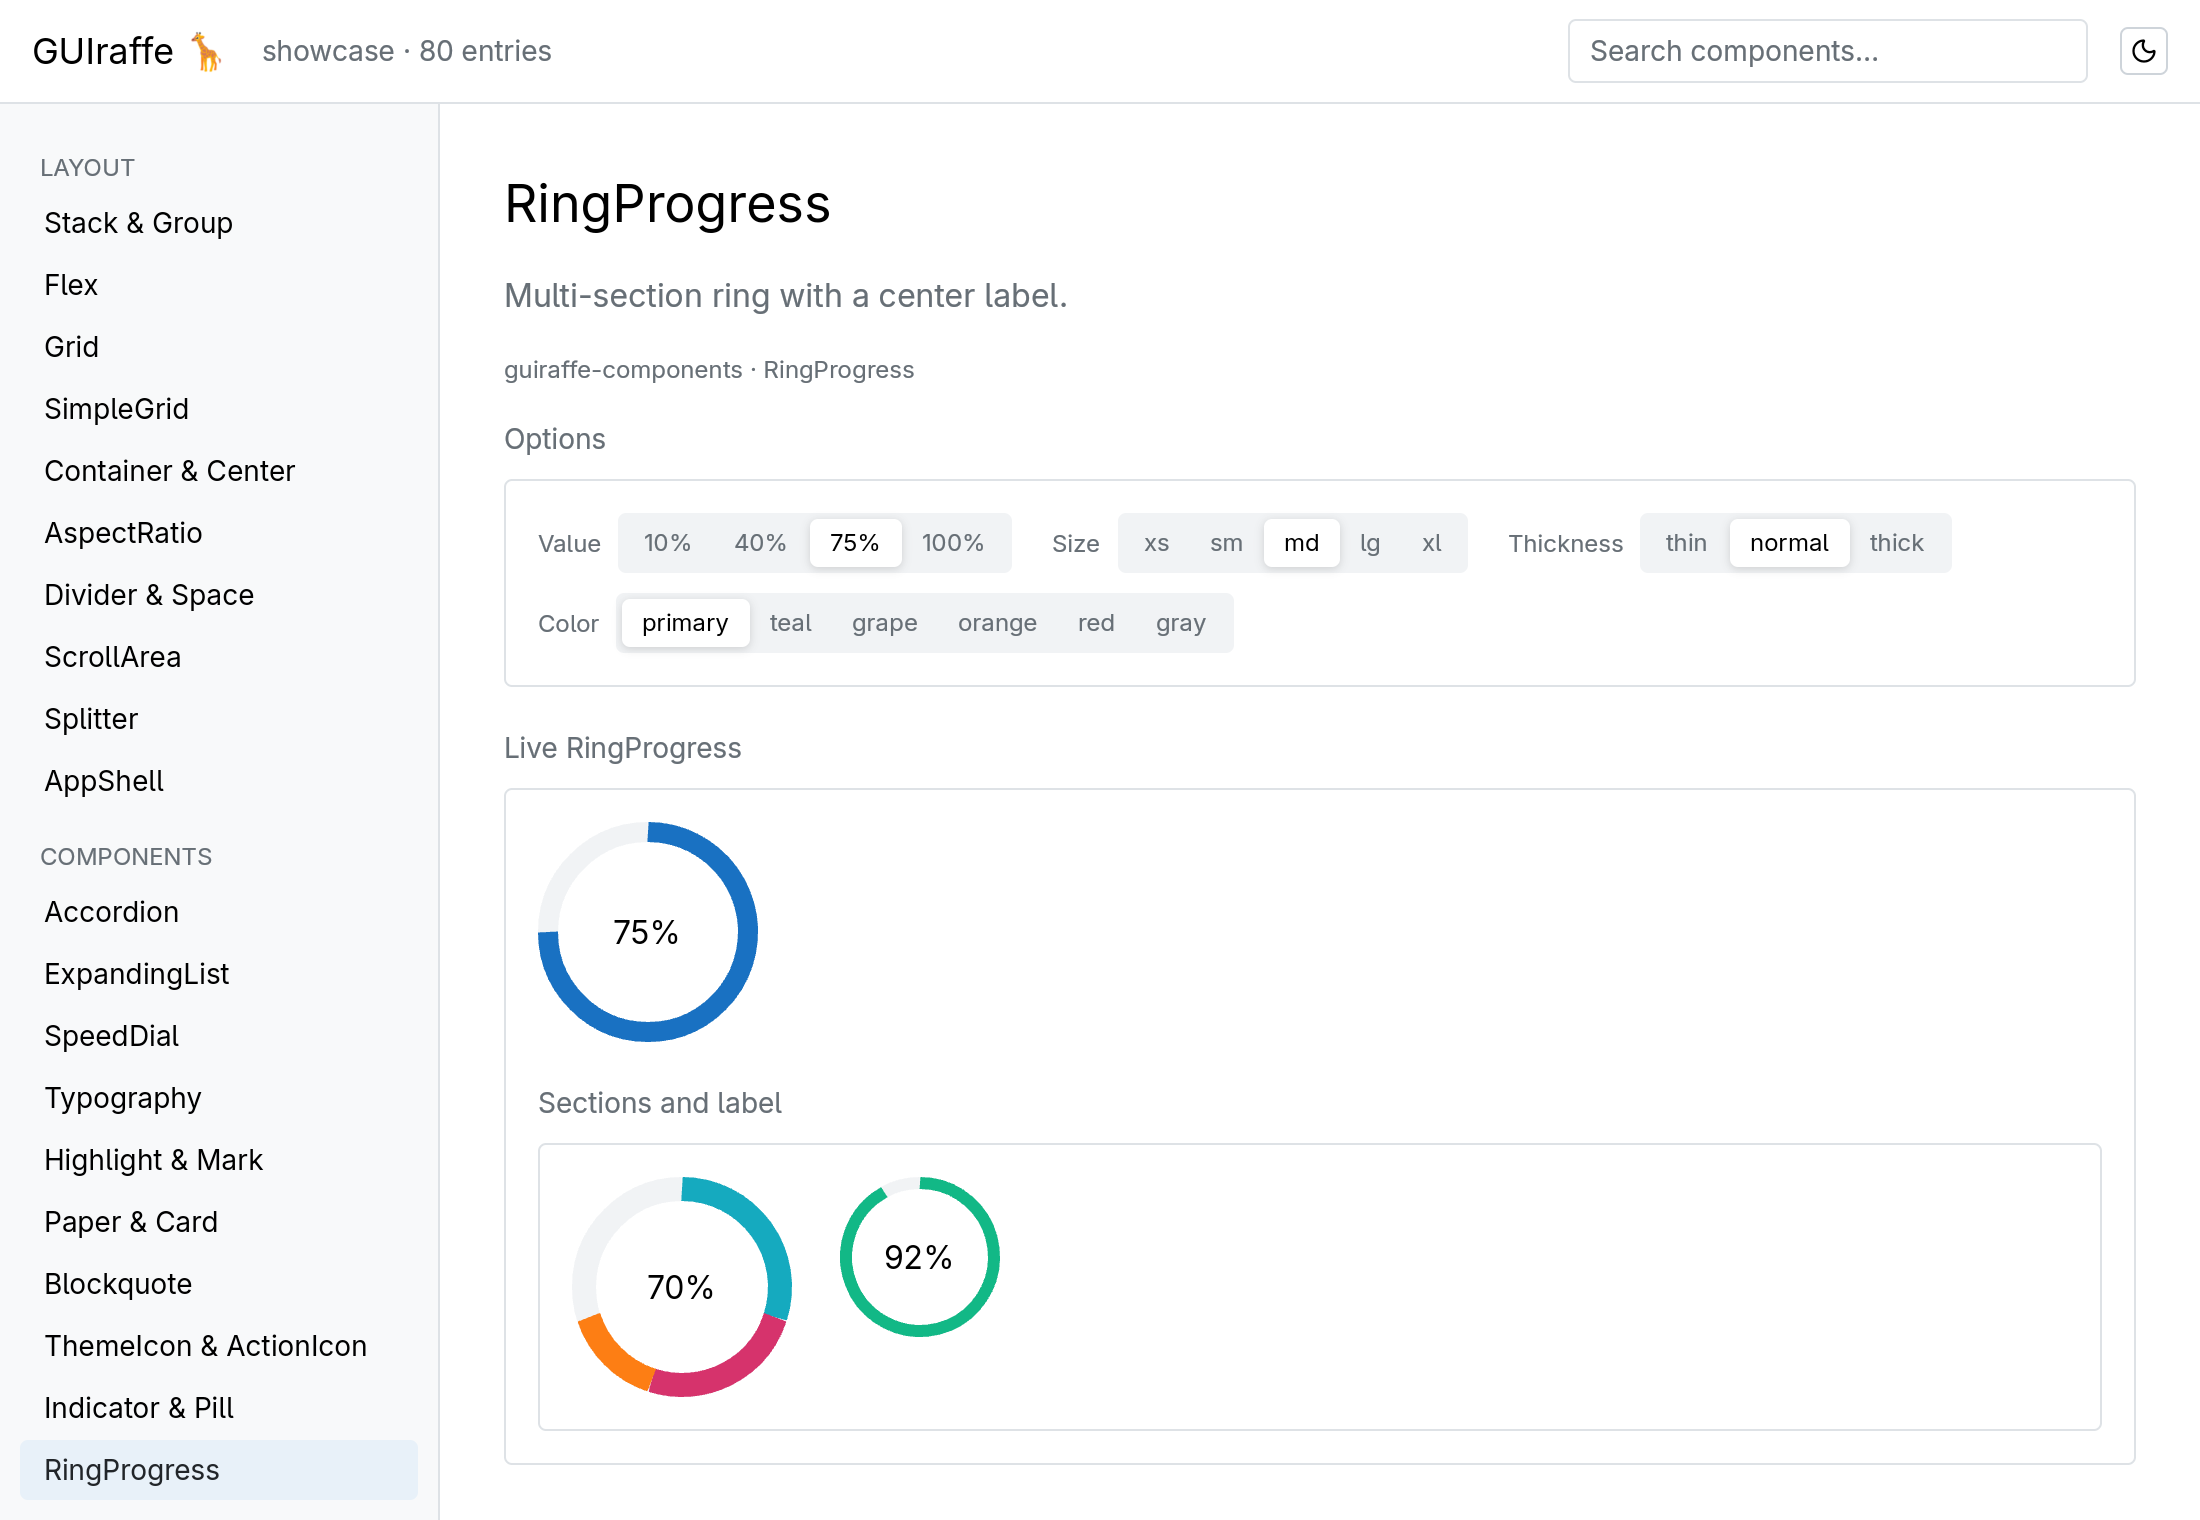 GUIraffe 🦒 showcase · 80 entries
Search components...
LAYOUT
Stack & Group
Flex
Grid
SimpleGrid
Container & Center
AspectRatio
Divider & Space
ScrollArea
Splitter
AppShell
COMPONENTS
Accordion
ExpandingList
SpeedDial
Typography
Highlight & Mark
Paper & Card
Blockquote
ThemeIcon & ActionIcon
Indicator & Pill
RingProgress
RingProgress
Multi-section ring with a center label.
guiraffe-components · RingProgress
Options
Value 10% 40% 75% 100% Size xs sm md lg xl Thickness thin normal thick
Color primary teal grape orange red gray
Live RingProgress
75%
Sections and label
70% 92%